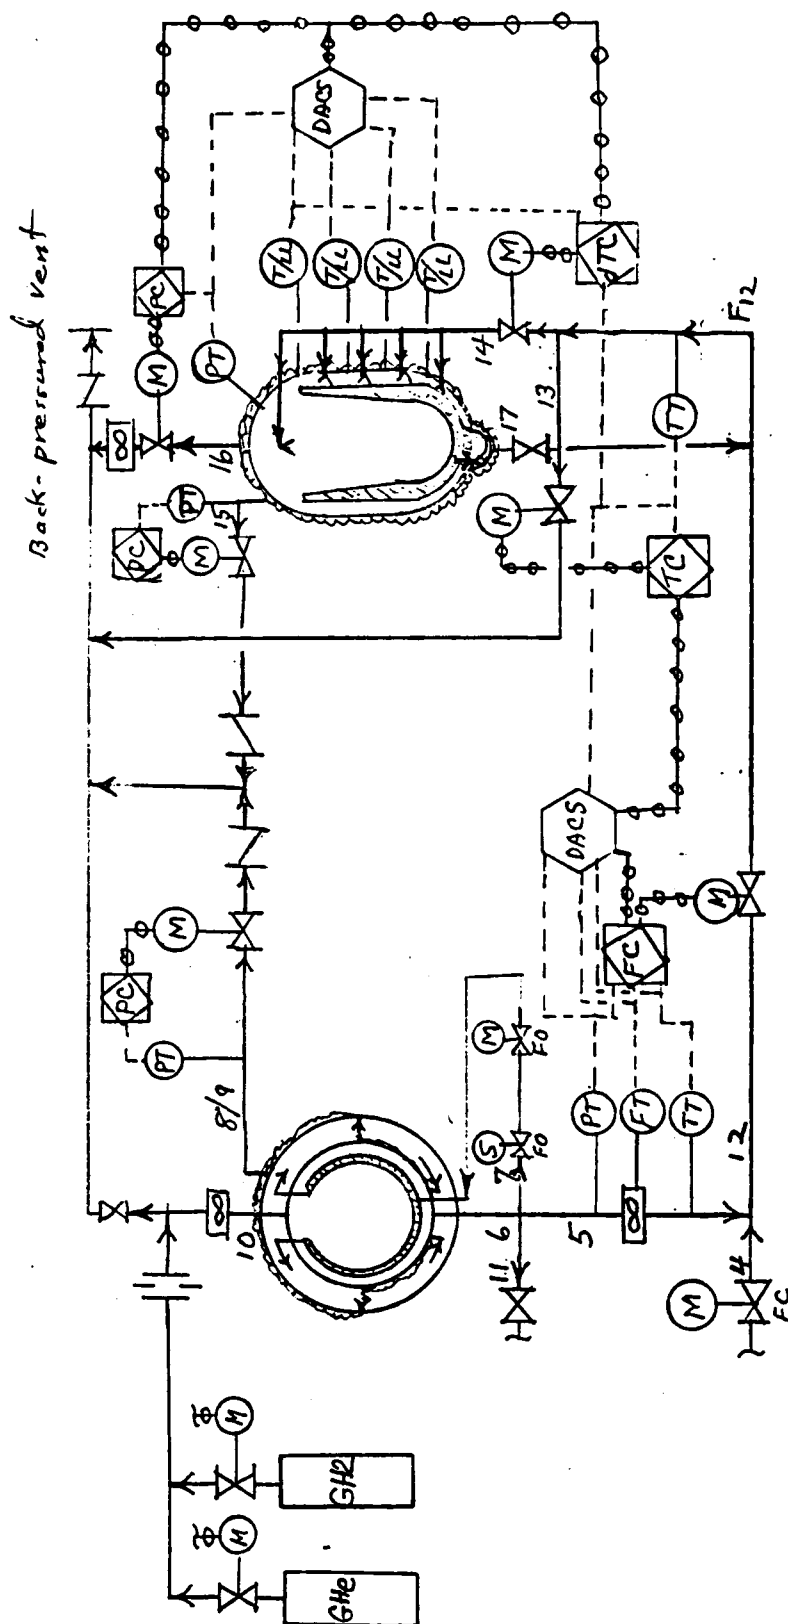 Back-pressured vent
DACS
PC
M
PT
T/LL
T/LL
T/LL
T/LL
M
dTC
16
14
F12
PT
15
PC
M
17
13
TT
M
TC
DACS
PC
M
FC
M
PT
8/9
M
FO
S
FO
7
PT
FT
TT
10
6
5
12
11
4
M
FC
M
GH2
M
GHe